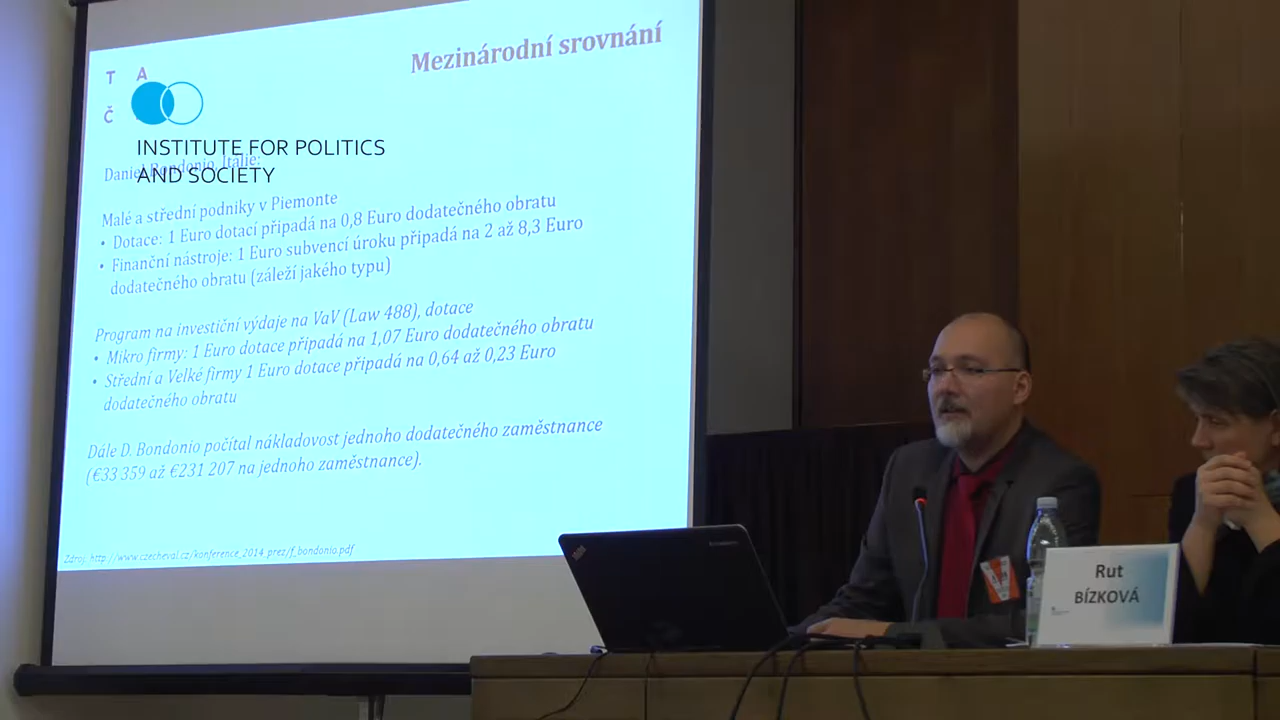 Mezinárodní srovnání
T A
Č
INSTITUTE FOR POLITICS
AND SOCIETY
Daniel Bondonio, Itálie:
Malé a střední podniky v Piemonte
• Dotace: 1 Euro dotací připadá na 0,8 Euro dodatečného obratu
• Finanční nástroje: 1 Euro subvencí úroku připadá na 2 až 8,3 Euro
dodatečného obratu (záleží jakého typu)
Program na investiční výdaje na VaV (Law 488), dotace
• Mikro firmy: 1 Euro dotace připadá na 1,07 Euro dodatečného obratu
• Střední a Velké firmy 1 Euro dotace připadá na 0,64 až 0,23 Euro
dodatečného obratu
Dále D. Bondonio počítal nákladovost jednoho dodatečného zaměstnance
(€33 359 až €231 207 na jednoho zaměstnance).
Zdroj: http://www.czecheval.cz/konference_2014_prez/f_bondonio.pdf
Rut
BÍZKOVÁ